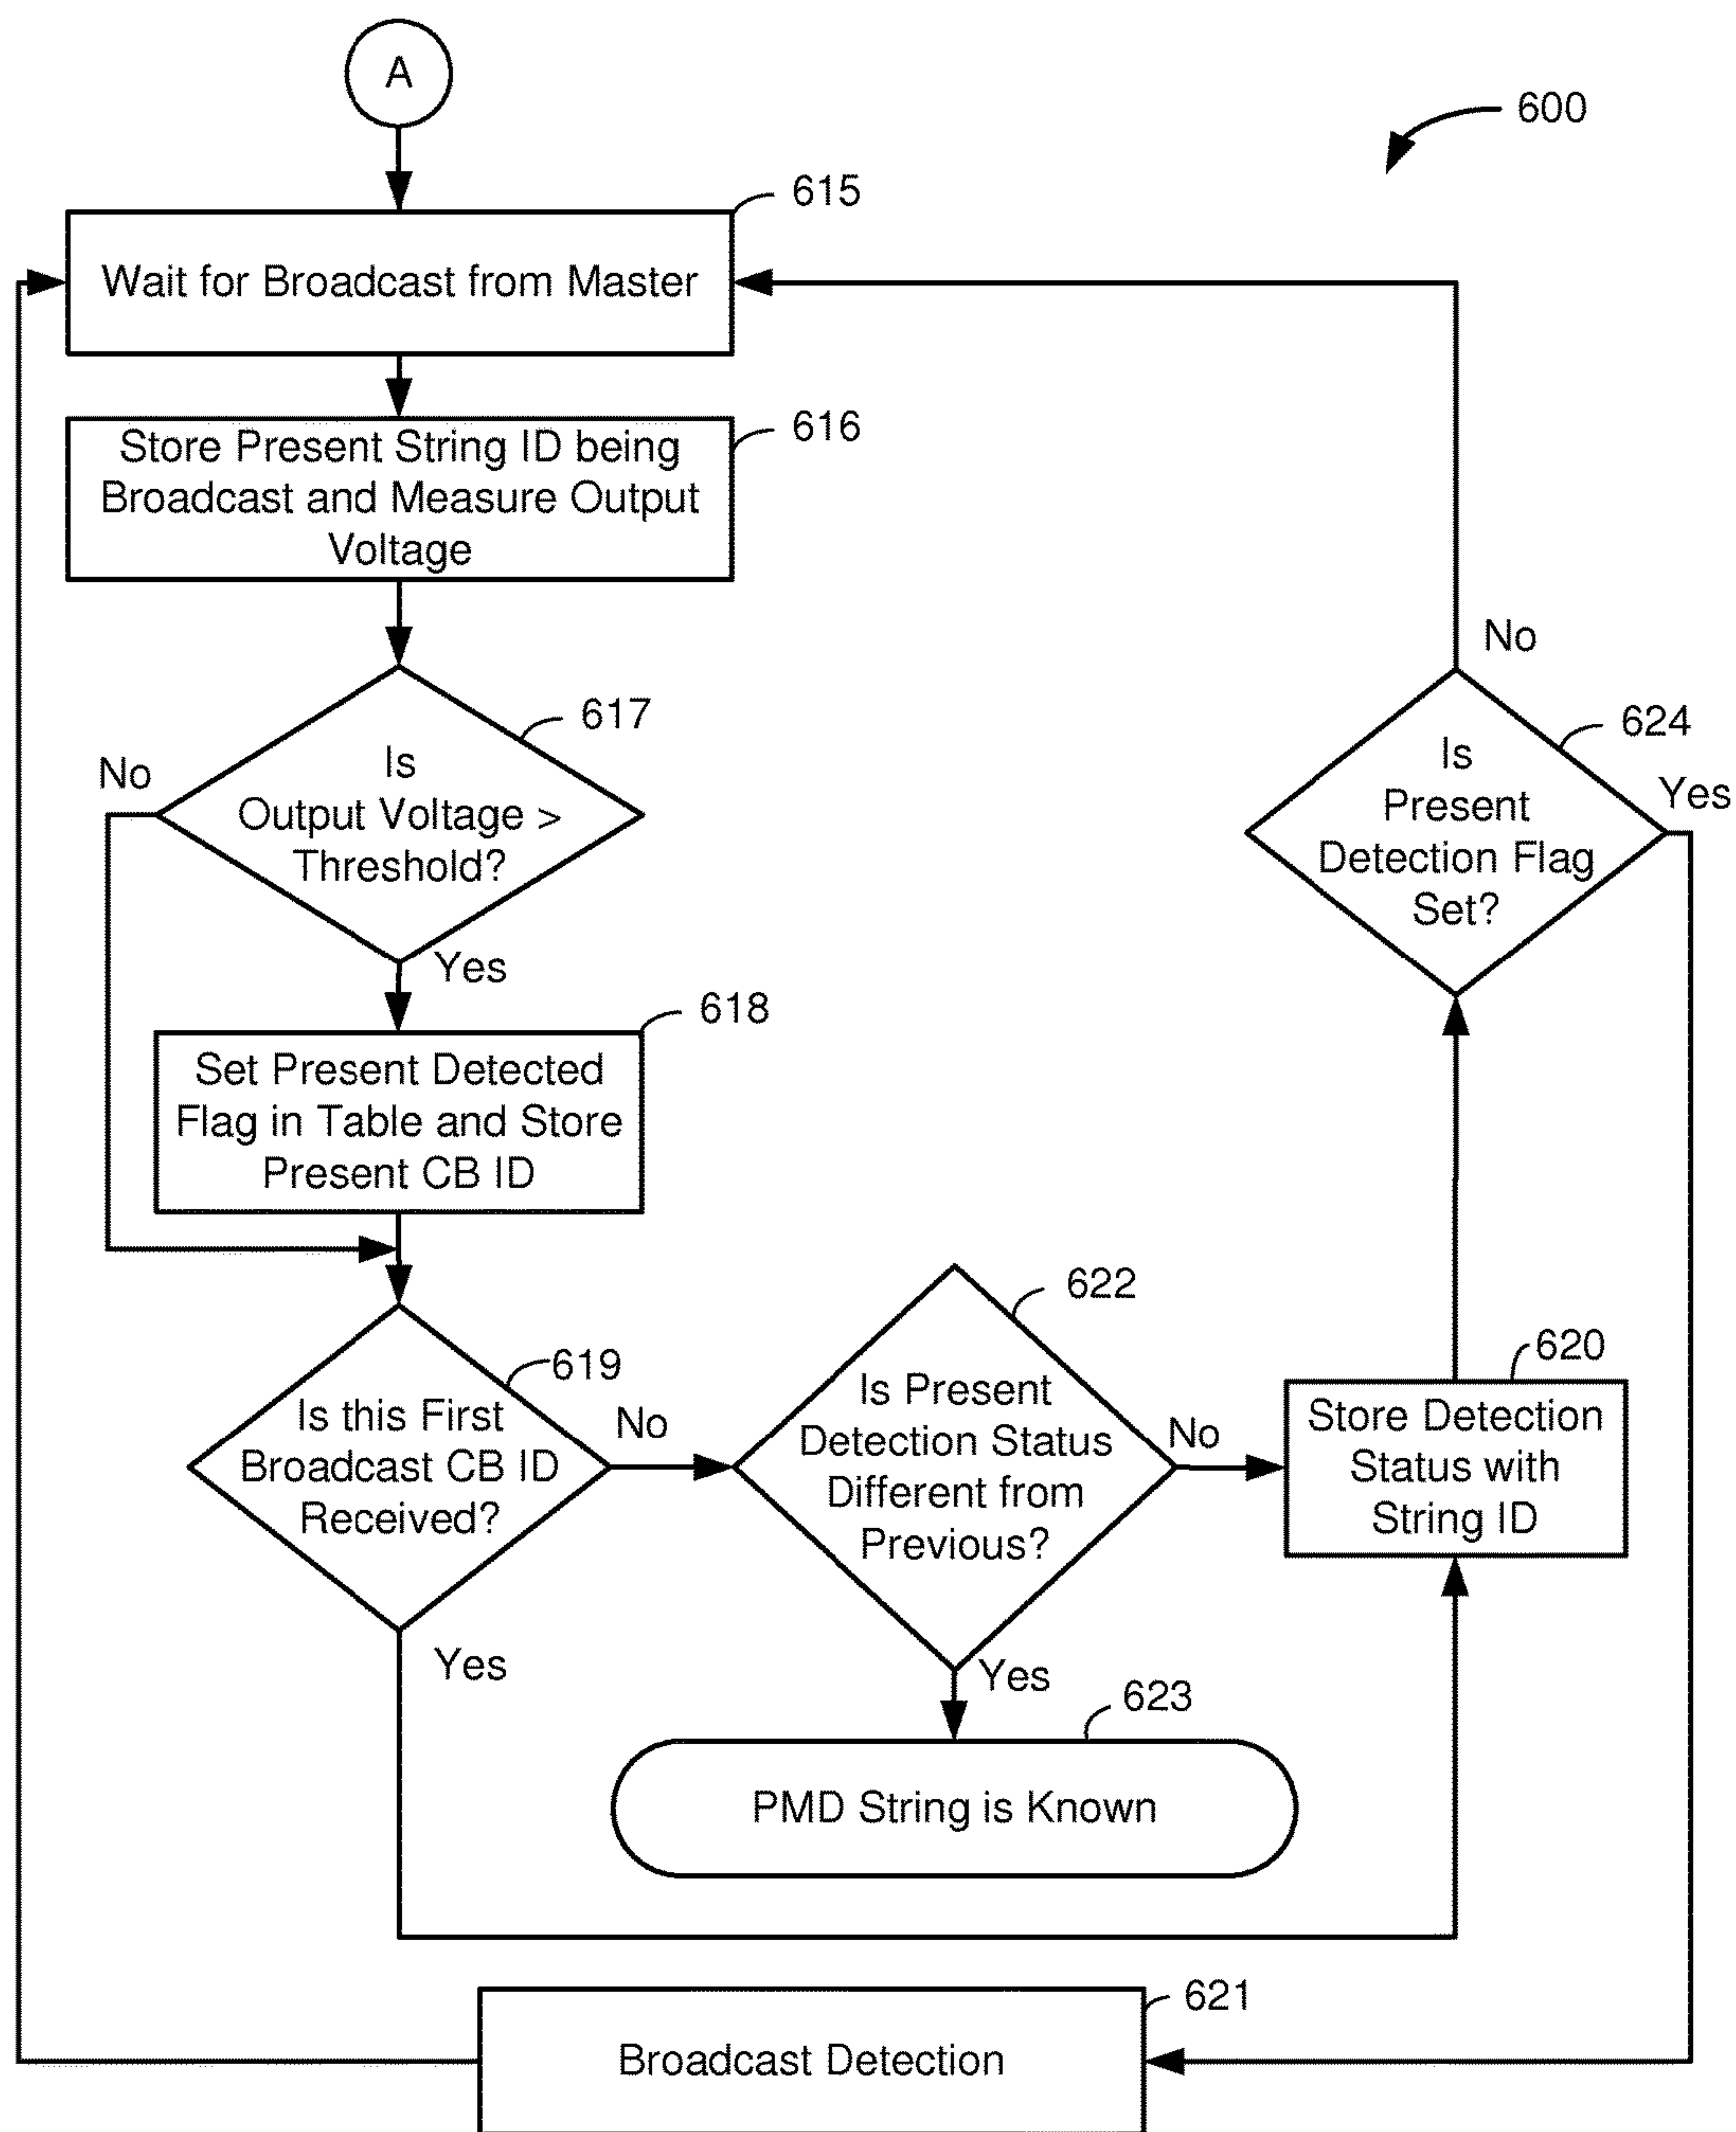 A
600
615
Wait for Broadcast from Master
616
Store Present String ID being
Broadcast and Measure Output
Voltage
617
Is
Output Voltage >
Threshold?
No
Yes
618
Set Present Detected
Flag in Table and Store
Present CB ID
619
Is this First
Broadcast CB ID
Received?
No
Yes
622
Is Present
Detection Status
Different from
Previous?
No
Yes
623
PMD String is Known
620
Store Detection
Status with
String ID
624
Is
Present
Detection Flag
Set?
No
Yes
621
Broadcast Detection